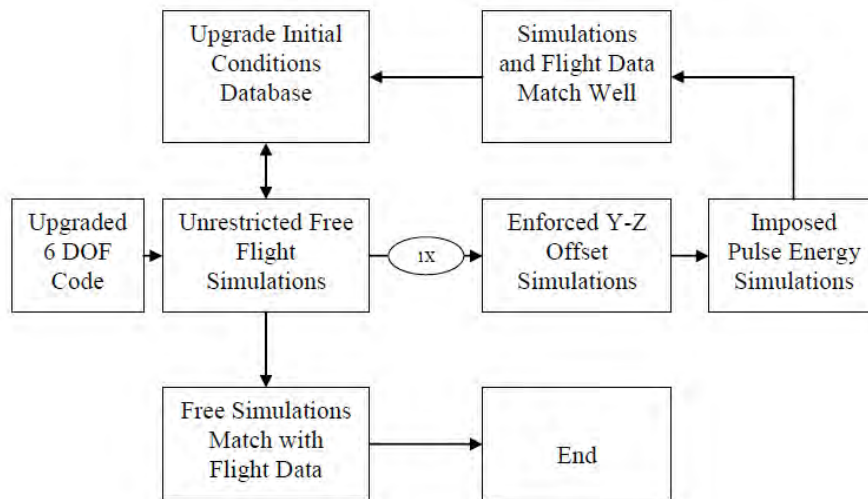 Upgrade Initial
Conditions
Database
Simulations
and Flight Data
Match Well
Upgraded
6 DOF
Code
Unrestricted Free
Flight
Simulations
1X
Enforced Y-Z
Offset
Simulations
Imposed
Pulse Energy
Simulations
Free Simulations
Match with
Flight Data
End